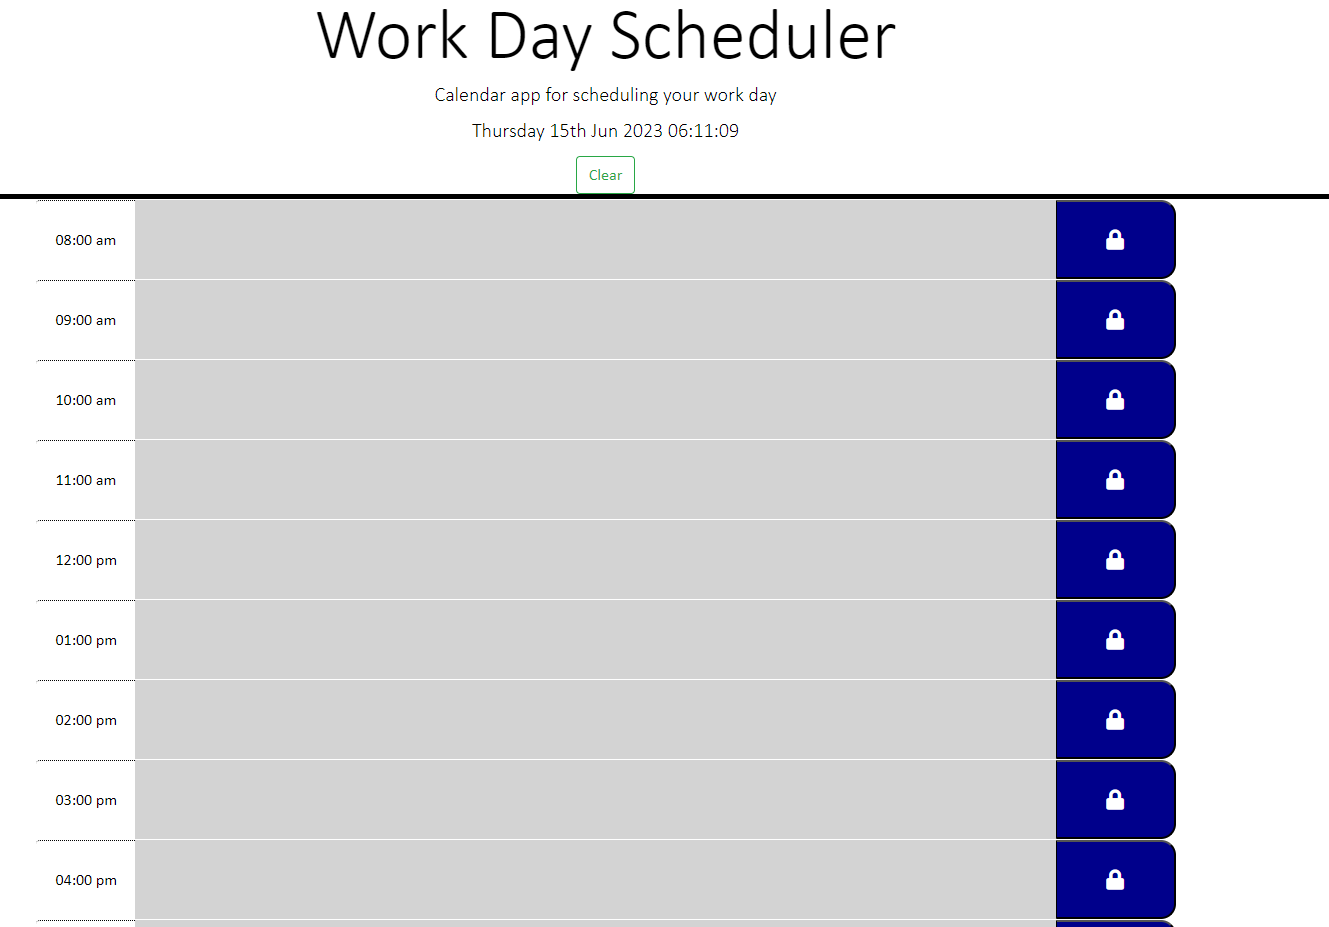 Work Day Scheduler
Calendar app for scheduling your work day
Thursday 15th Jun 2023 06:11:09
Clear
08:00 am
09:00 am
10:00 am
11:00 am
12:00 pm
01:00 pm
02:00 pm
03:00 pm
04:00 pm